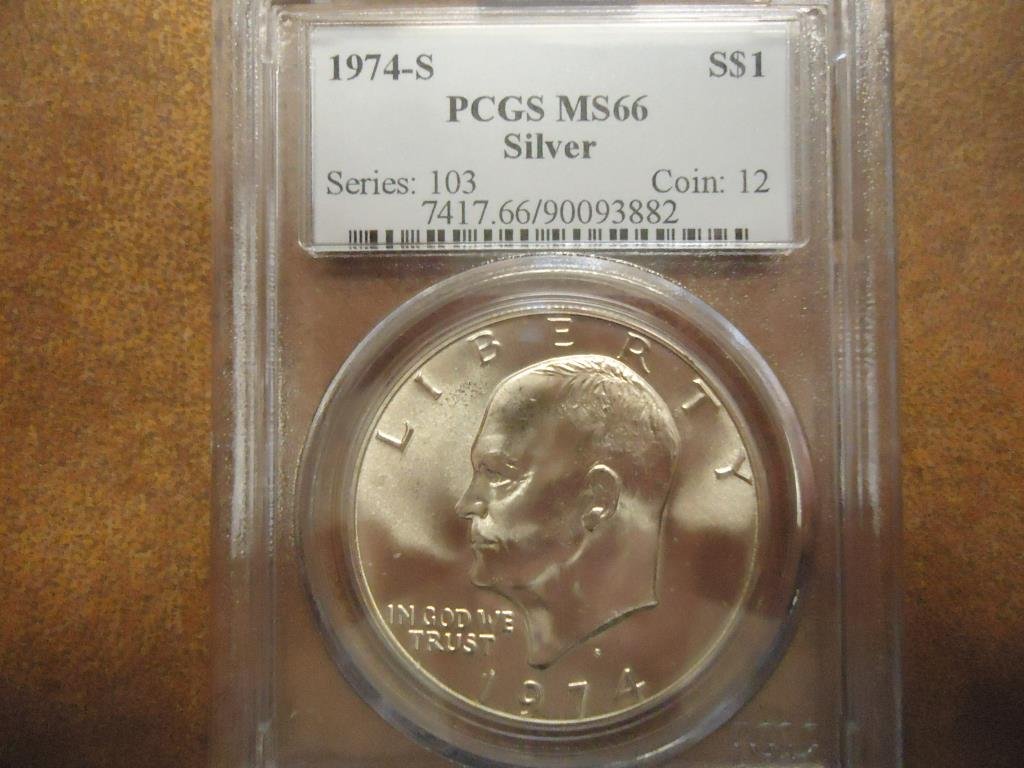 1974-S S$1
PCGS MS66
Silver
Series: 103 Coin: 12
7417.66/90093882
LIBERTY
IN GOD WE
TRUST
1974